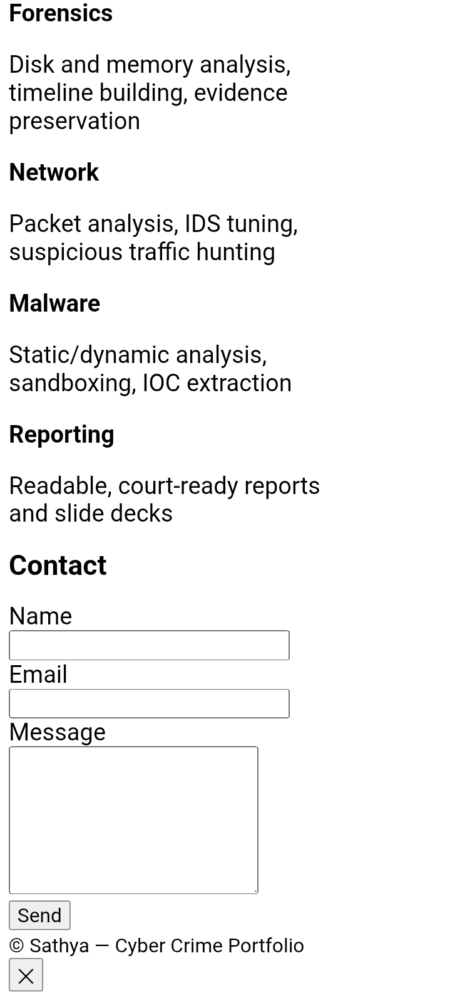 Forensics
Disk and memory analysis,
timeline building, evidence
preservation
Network
Packet analysis, IDS tuning,
suspicious traffic hunting
Malware
Static/dynamic analysis,
sandboxing, IOC extraction
Reporting
Readable, court-ready reports
and slide decks
Contact
Name
Email
Message
Send
© Sathya — Cyber Crime Portfolio